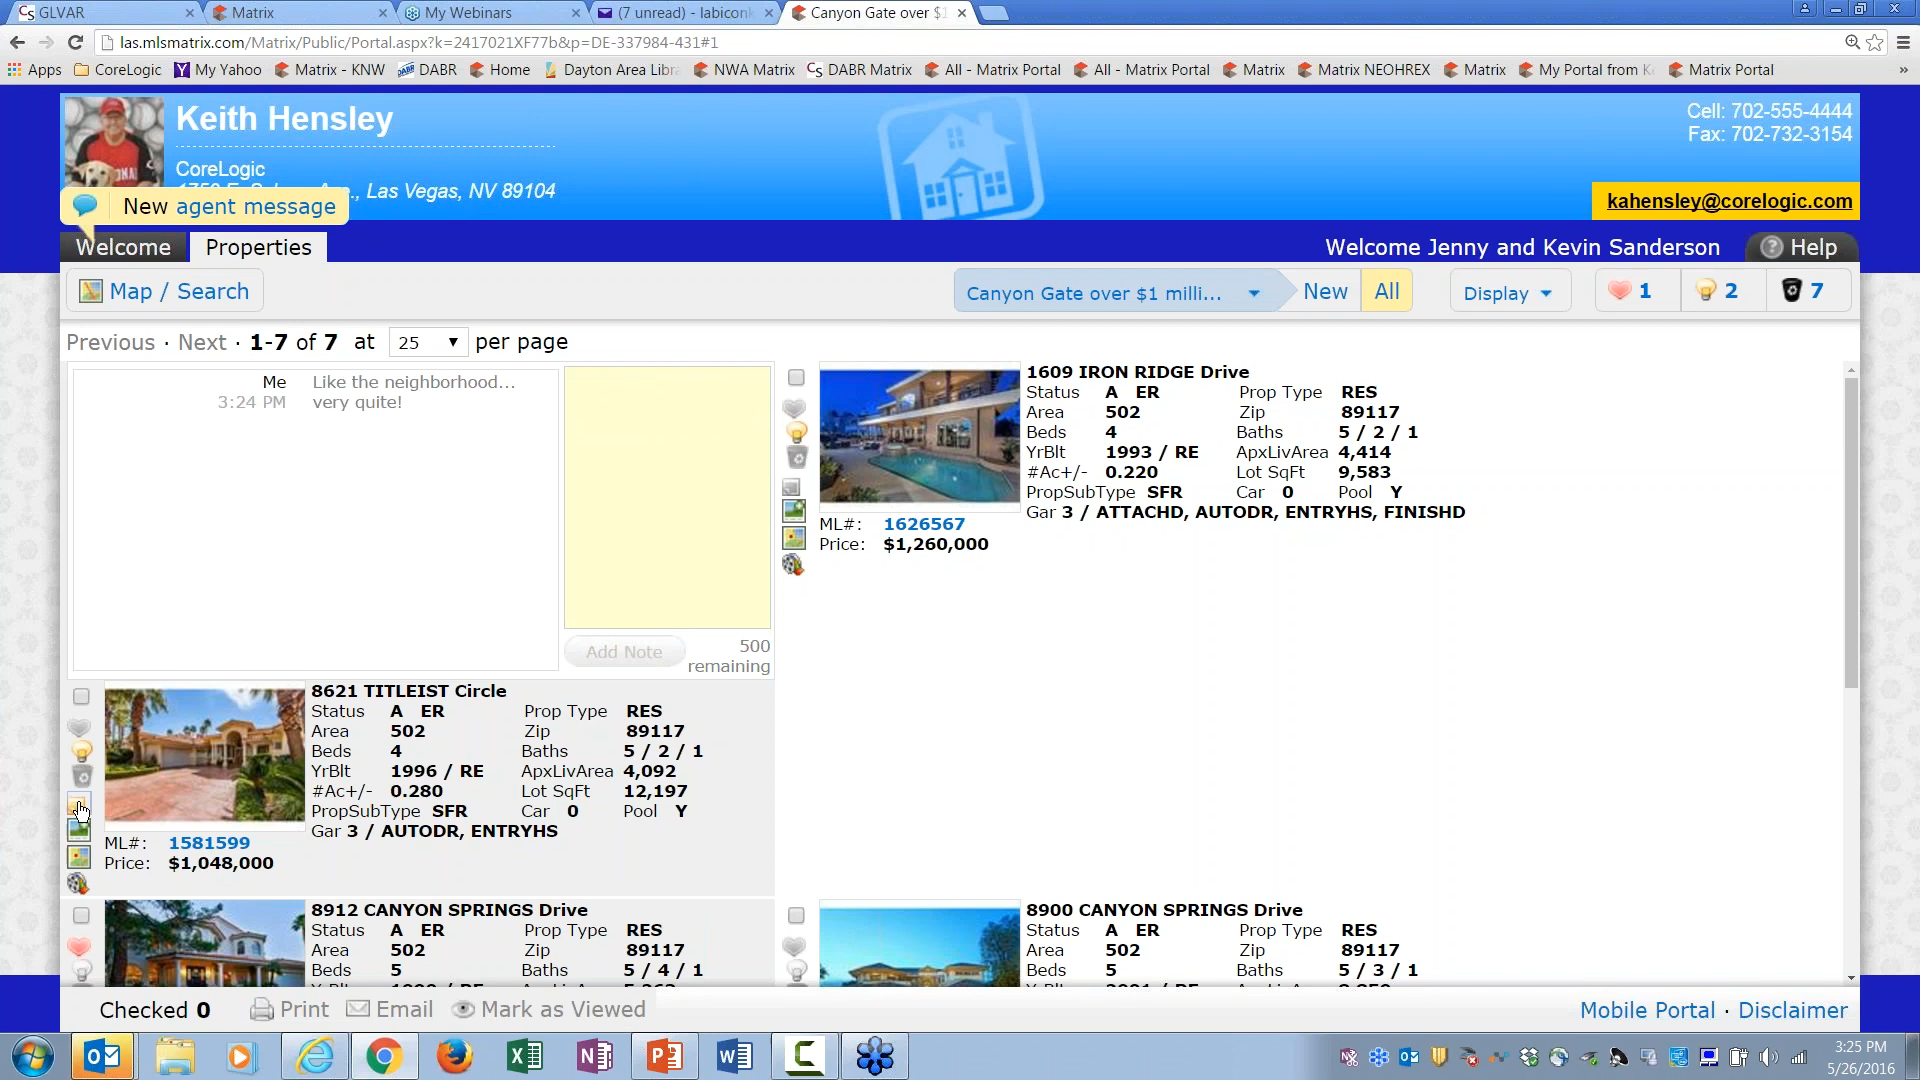 GLVAR
Matrix
My Webinars
(7 unread) - labiconk
Canyon Gate over $1
las.mlsmatrix.com/Matrix/Public/Portal.aspx?k=2417021XF77b&p=DE-337984-431#1
Apps CoreLogic My Yahoo Matrix - KNW DABR Home Dayton Area Libra NWA Matrix DABR Matrix All - Matrix Portal All - Matrix Portal Matrix Matrix NEOHREX Matrix My Portal from Matrix Portal
Keith Hensley
CoreLogic
Las Vegas, NV 89104
Cell: 702-555-4444
Fax: 702-732-3154
kahensley@corelogic.com
New agent message
Welcome Properties
Welcome Jenny and Kevin Sanderson
Help
Map / Search
Canyon Gate over $1 milli...
New All
Display
1 2 7
Previous · Next · 1-7 of 7 at 25 per page
Me Like the neighborhood...
3:24 PM very quite!
Add Note
500
remaining
1609 IRON RIDGE Drive
Status A ER Prop Type RES
Area 502 Zip 89117
Beds 4 Baths 5 / 2 / 1
YrBlt 1993 / RE ApxLivArea 4,414
#Ac+/- 0.220 Lot SqFt 9,583
PropSubType SFR Car 0 Pool Y
Gar 3 / ATTACHD, AUTODR, ENTRYHS, FINISHD
ML#: 1626567
Price: $1,260,000
8621 TITLEIST Circle
Status A ER Prop Type RES
Area 502 Zip 89117
Beds 4 Baths 5 / 2 / 1
YrBlt 1996 / RE ApxLivArea 4,092
#Ac+/- 0.280 Lot SqFt 12,197
PropSubType SFR Car 0 Pool Y
Gar 3 / AUTODR, ENTRYHS
ML#: 1581599
Price: $1,048,000
8912 CANYON SPRINGS Drive
Status A ER Prop Type RES
Area 502 Zip 89117
Beds 5 Baths 5 / 4 / 1
8900 CANYON SPRINGS Drive
Status A ER Prop Type RES
Area 502 Zip 89117
Beds 5 Baths 5 / 3 / 1
Checked 0 Print Email Mark as Viewed
Mobile Portal · Disclaimer
3:25 PM
5/26/2016